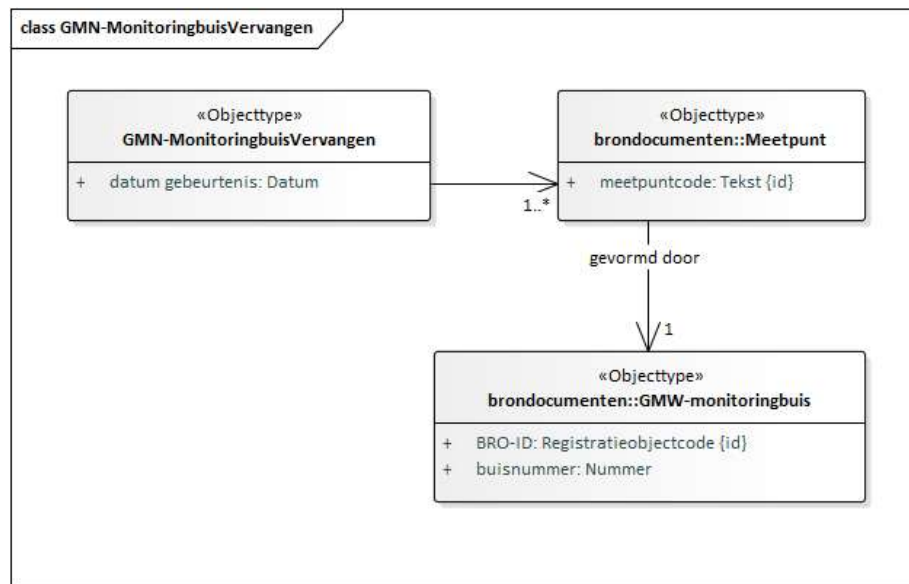 class GMN-MonitoringbuisVervangen
«Objecttype»
GMN-MonitoringbuisVervangen
+ datum gebeurtenis: Datum
«Objecttype»
brondocumenten::Meetpunt
+ meetpuntcode: Tekst {id}
1..*
gevormd door
1
«Objecttype»
brondocumenten::GMW-monitoringbuis
+ BRO-ID: Registratieobjectcode {id}
+ buisnummer: Nummer